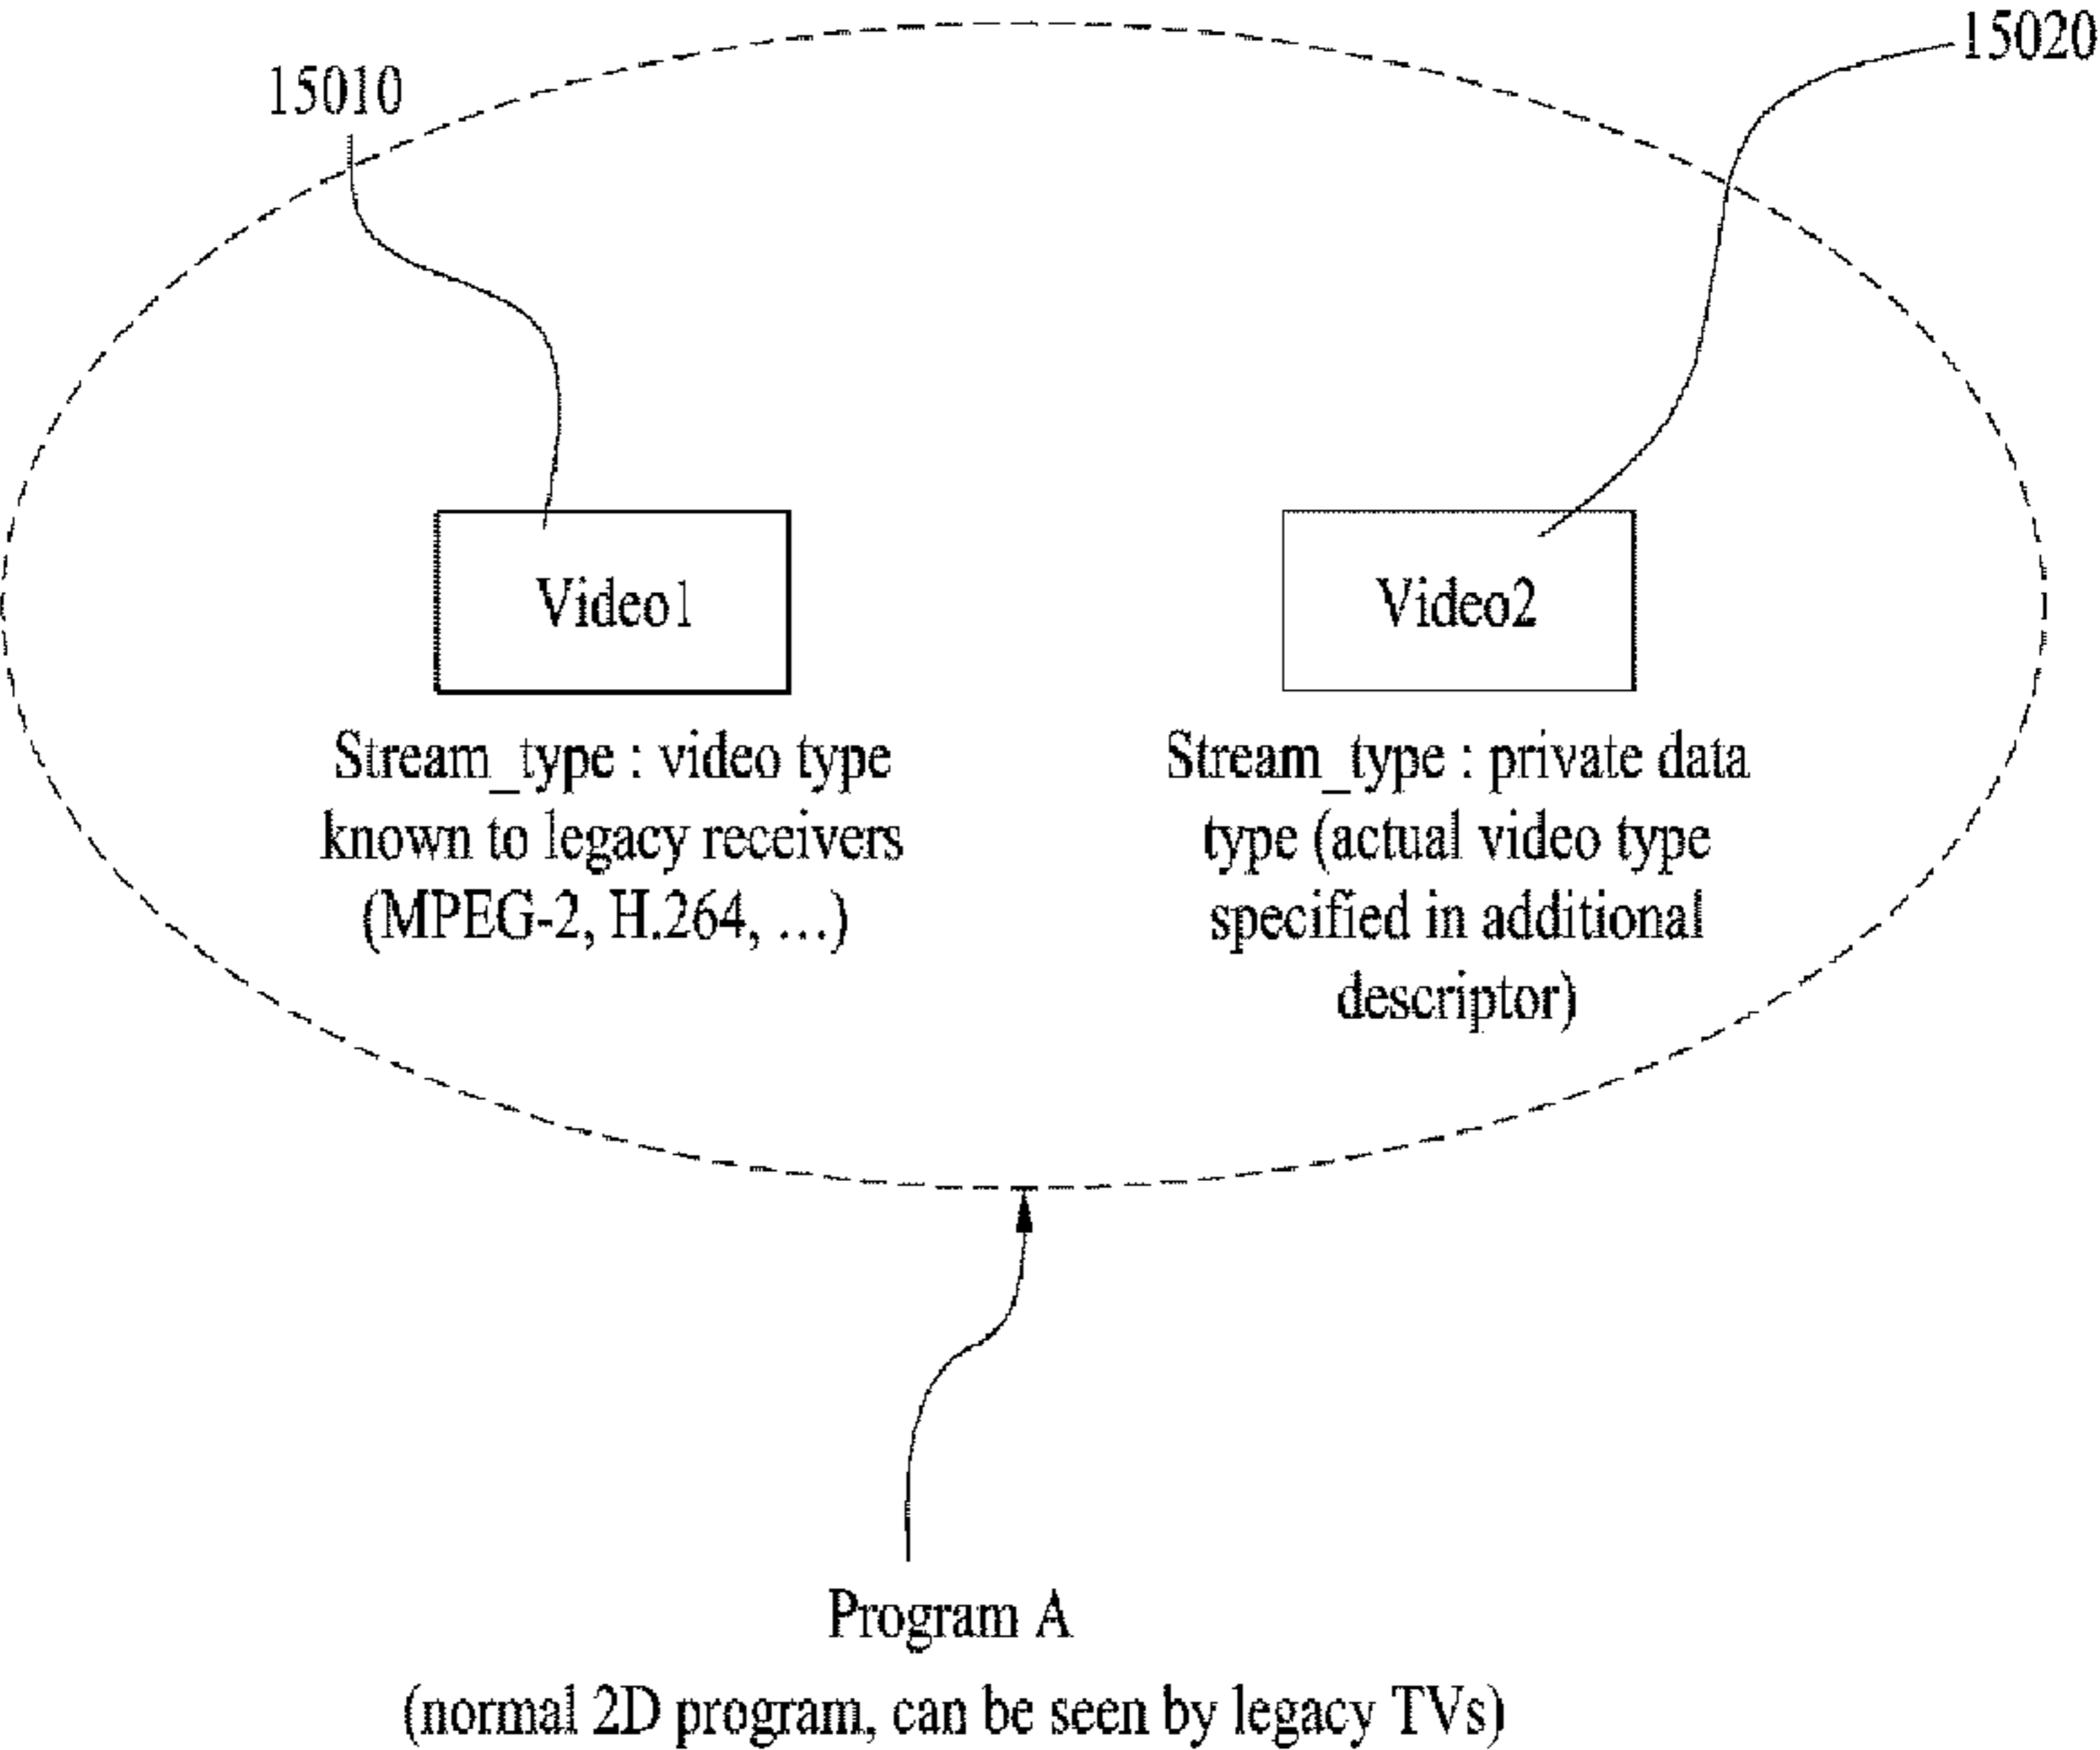 15010
15020
Video1
Video2
Stream_type : video type
known to legacy receivers
(MPEG-2, H.264, ...)
Stream_type : private data
type (actual video type
specified in additional
descriptor)
Program A
(normal 2D program, can be seen by legacy TVs)